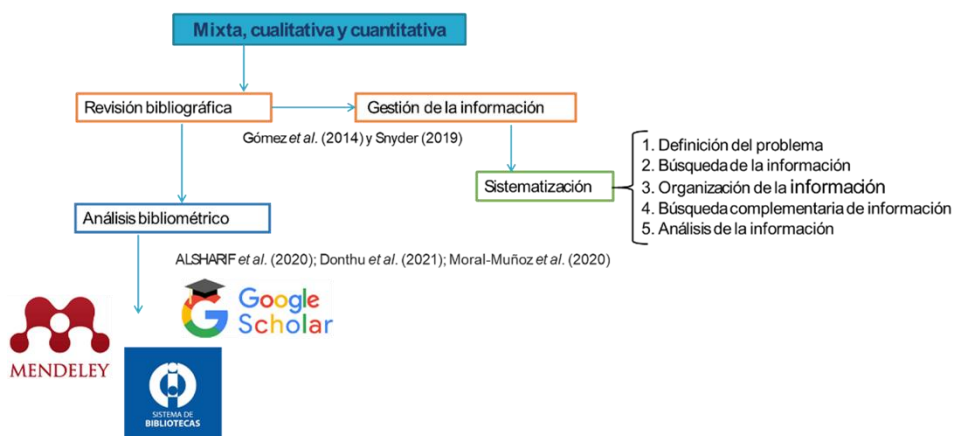 Mixta, cualitativa y cuantitativa
Revisión bibliográfica
Gestión de la información
Gómez et al. (2014) y Snyder (2019)
Sistematización
1. Definición del problema
2. Búsqueda de la información
3. Organización de la información
4. Búsqueda complementaria de información
5. Análisis de la información
Análisis bibliométrico
ALSHARIF et al. (2020); Donthu et al. (2021); Moral-Muñoz et al. (2020)
Google
Scholar
MENDELEY
SISTEMA DE
BIBLIOTECAS